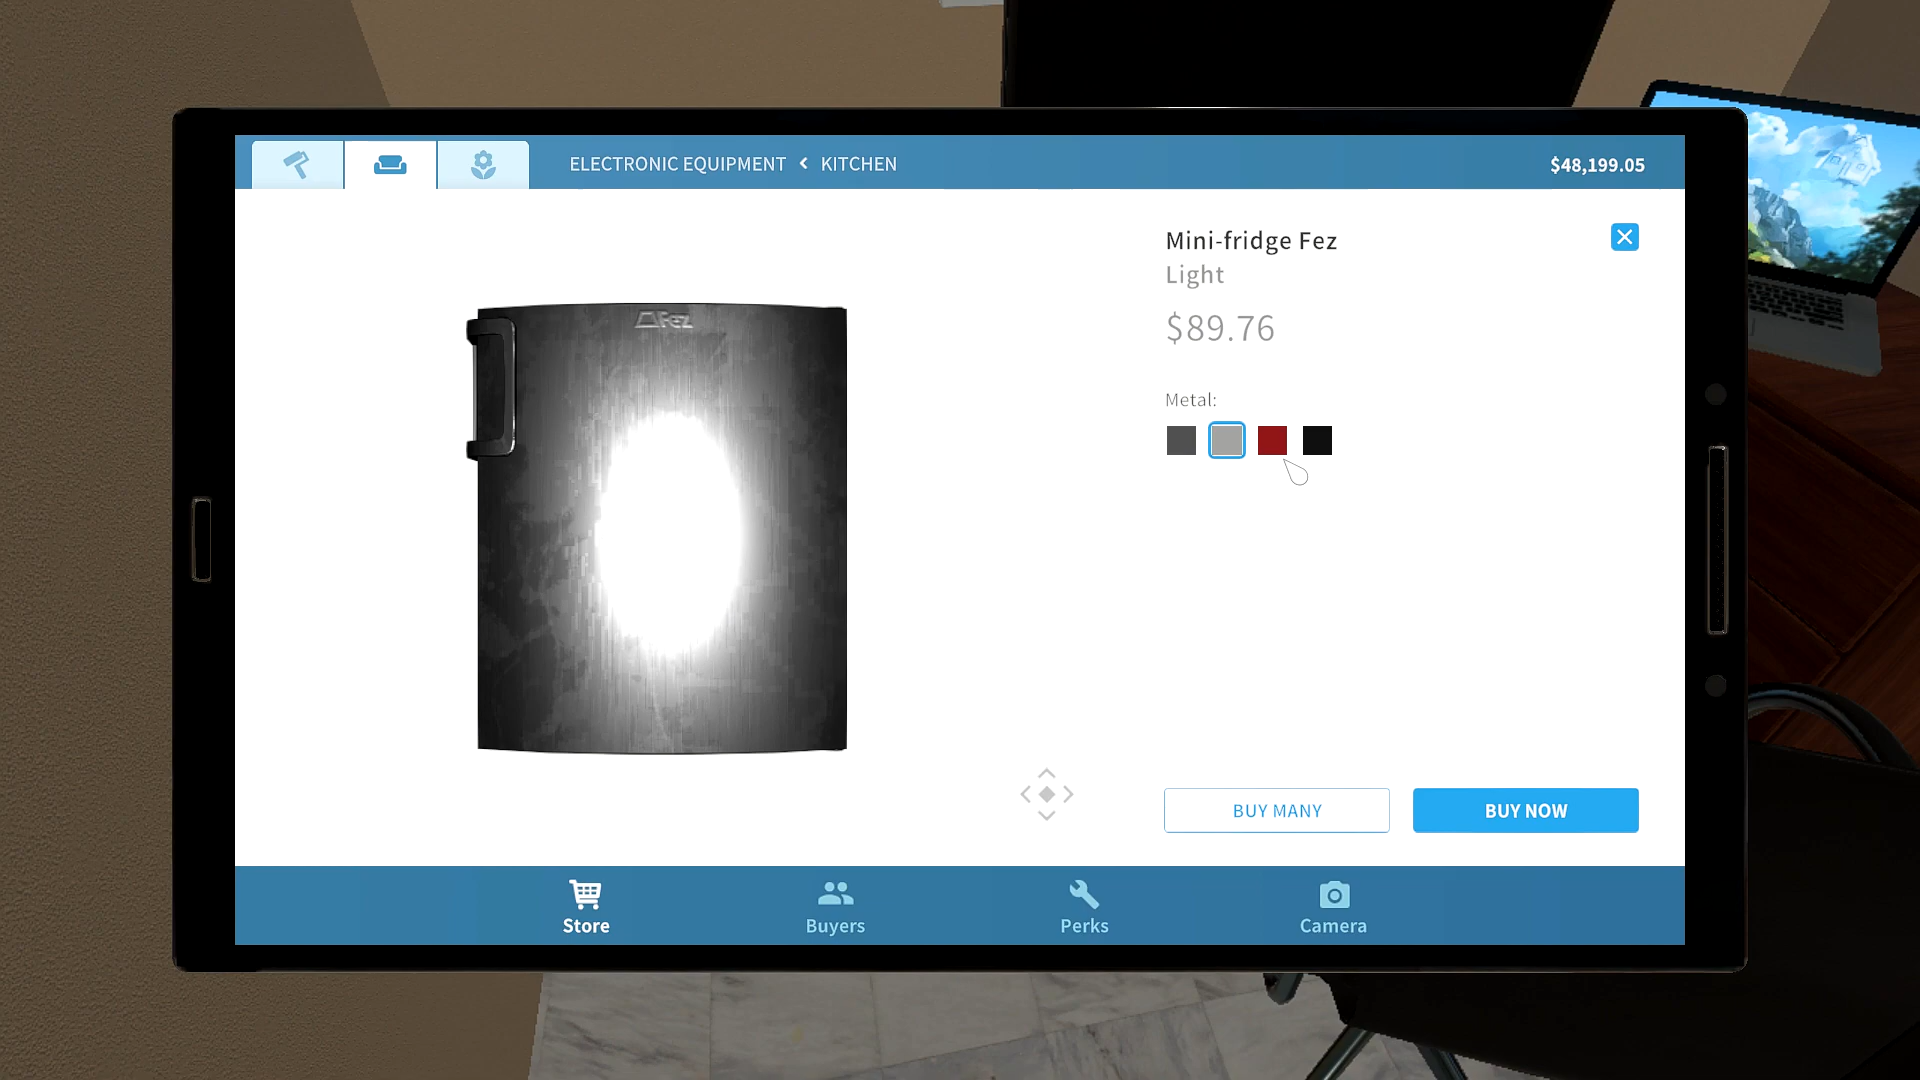 ELECTRONIC EQUIPMENT < KITCHEN
$48,199.05
Mini-fridge Fez
Light
$89.76
Metal:
Fez
BUY MANY
BUY NOW
Store
Buyers
Perks
Camera